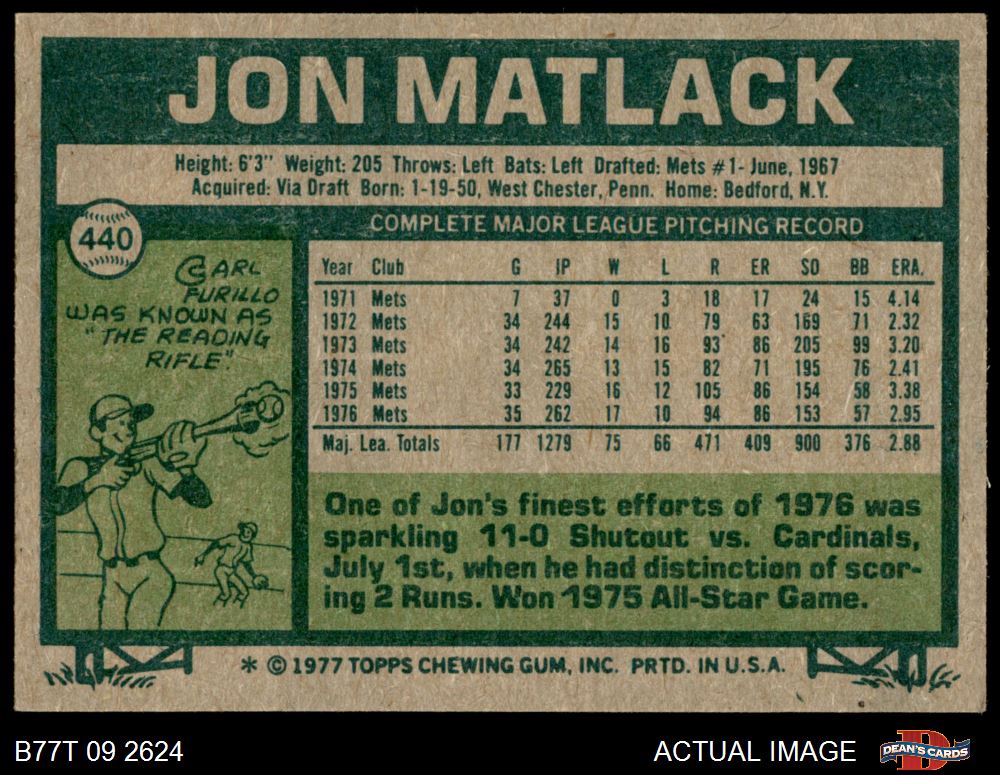 JON MATLACK
Height: 6'3" Weight: 205 Throws: Left Bats: Left Drafted: Mets #1- June, 1967
Acquired: Via Draft Born: 1-19-50, West Chester, Penn. Home: Bedford, N.Y.
440
CARL
FURILLO
WAS KNOWN AS
"THE READING
RIFLE".
COMPLETE MAJOR LEAGUE PITCHING RECORD
Year Club G IP W L R ER SO BB ERA.
1971 Mets 7 37 0 3 18 17 24 15 4.14
1972 Mets 34 244 15 10 79 63 169 71 2.32
1973 Mets 34 242 14 16 93 86 205 99 3.20
1974 Mets 34 265 13 15 82 71 195 76 2.41
1975 Mets 33 229 16 12 105 86 154 58 3.38
1976 Mets 35 262 17 10 94 86 153 57 2.95
Maj. Lea. Totals 177 1279 75 66 471 409 900 376 2.88
One of Jon's finest efforts of 1976 was
sparkling 11-0 Shutout vs. Cardinals,
July 1st, when he had distinction of scor-
ing 2 Runs. Won 1975 All-Star Game.
* © 1977 TOPPS CHEWING GUM, INC. PRTD. IN U.S.A.
B77T 09 2624
ACTUAL IMAGE
DEAN'S CARDS